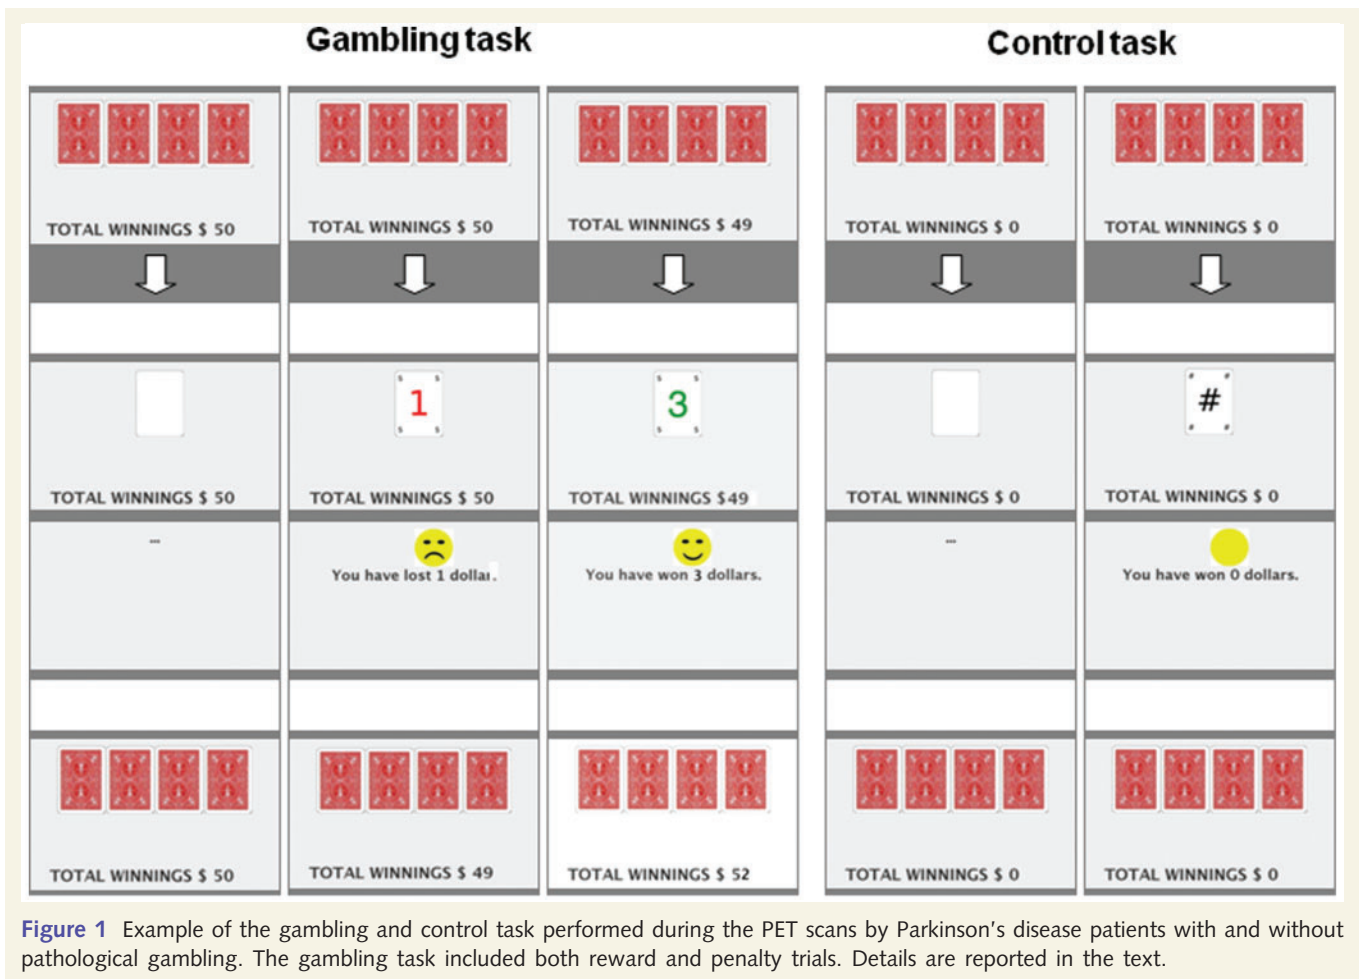 Gambling task
Control task
TOTAL WINNINGS $ 50
TOTAL WINNINGS $ 50
TOTAL WINNINGS $ 49
TOTAL WINNINGS $ 0
TOTAL WINNINGS $ 0
1
3
#
TOTAL WINNINGS $ 50
TOTAL WINNINGS $ 50
TOTAL WINNINGS $49
TOTAL WINNINGS $ 0
TOTAL WINNINGS $ 0
---
You have lost 1 dollar.
You have won 3 dollars.
---
You have won 0 dollars.
TOTAL WINNINGS $ 50
TOTAL WINNINGS $ 49
TOTAL WINNINGS $ 52
TOTAL WINNINGS $ 0
TOTAL WINNINGS $ 0
Figure 1 Example of the gambling and control task performed during the PET scans by Parkinson's disease patients with and without
pathological gambling. The gambling task included both reward and penalty trials. Details are reported in the text.